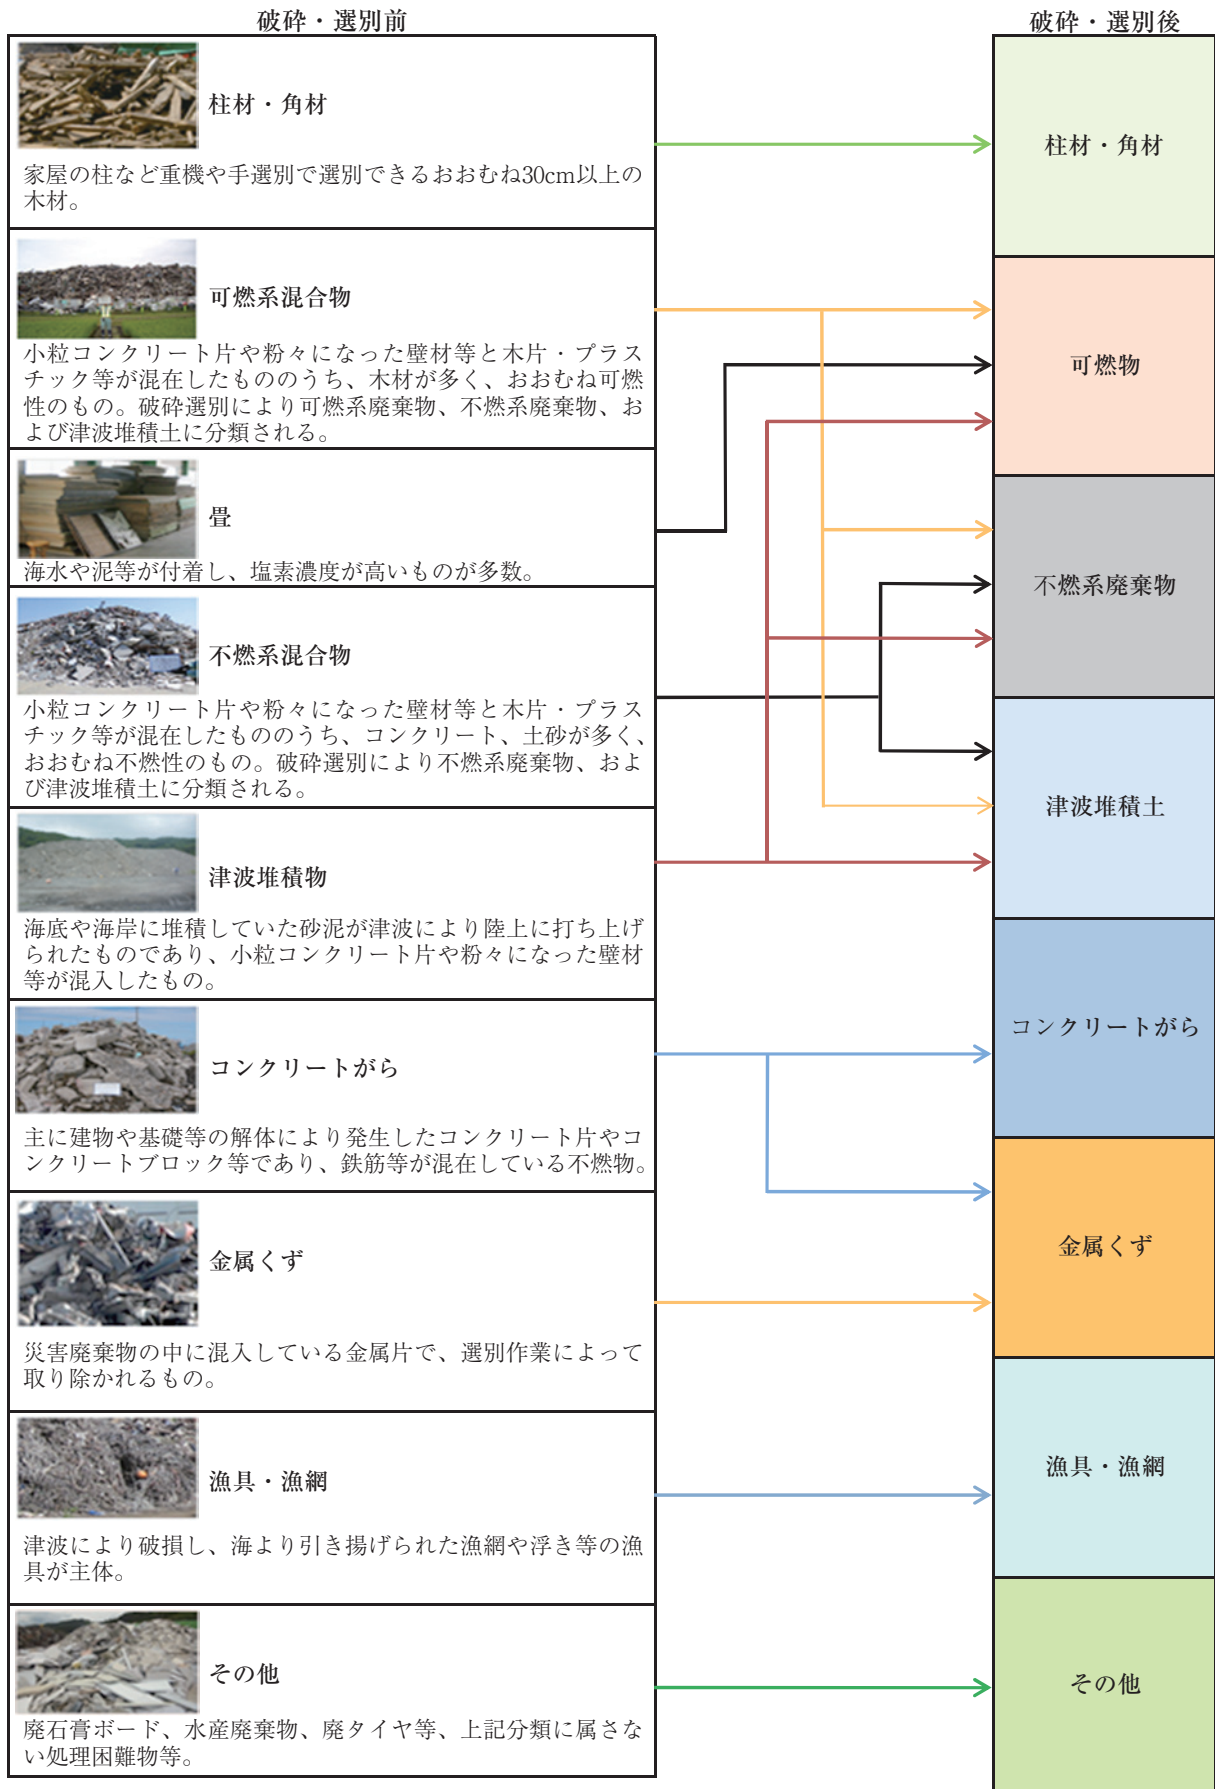 破砕・選別前
柱材・角材
家屋の柱など重機や手選別で選別できるおおむね30cm以上の
木材。
可燃系混合物
小粒コンクリート片や粉々になった壁材等と木片・プラス
チック等が混在したもののうち、木材が多く、おおむね可燃
性のもの。破砕選別により可燃系廃棄物、不燃系廃棄物、お
よび津波堆積土に分類される。
畳
海水や泥等が付着し、塩素濃度が高いものが多数。
不燃系混合物
小粒コンクリート片や粉々になった壁材等と木片・プラス
チック等が混在したもののうち、コンクリート、土砂が多く、
おおむね不燃性のもの。破砕選別により不燃系廃棄物、およ
び津波堆積土に分類される。
津波堆積物
海底や海岸に堆積していた砂泥が津波により陸上に打ち上げ
られたものであり、小粒コンクリート片や粉々になった壁材
等が混入したもの。
コンクリートがら
主に建物や基礎等の解体により発生したコンクリート片やコ
ンクリートブロック等であり、鉄筋等が混在している不燃物。
金属くず
災害廃棄物の中に混入している金属片で、選別作業によって
取り除かれるもの。
漁具・漁網
津波により破損し、海より引き揚げられた漁網や浮き等の漁
具が主体。
その他
廃石膏ボード、水産廃棄物、廃タイヤ等、上記分類に属さな
い処理困難物等。
破砕・選別後
柱材・角材
可燃物
不燃系廃棄物
津波堆積土
コンクリートがら
金属くず
漁具・漁網
その他